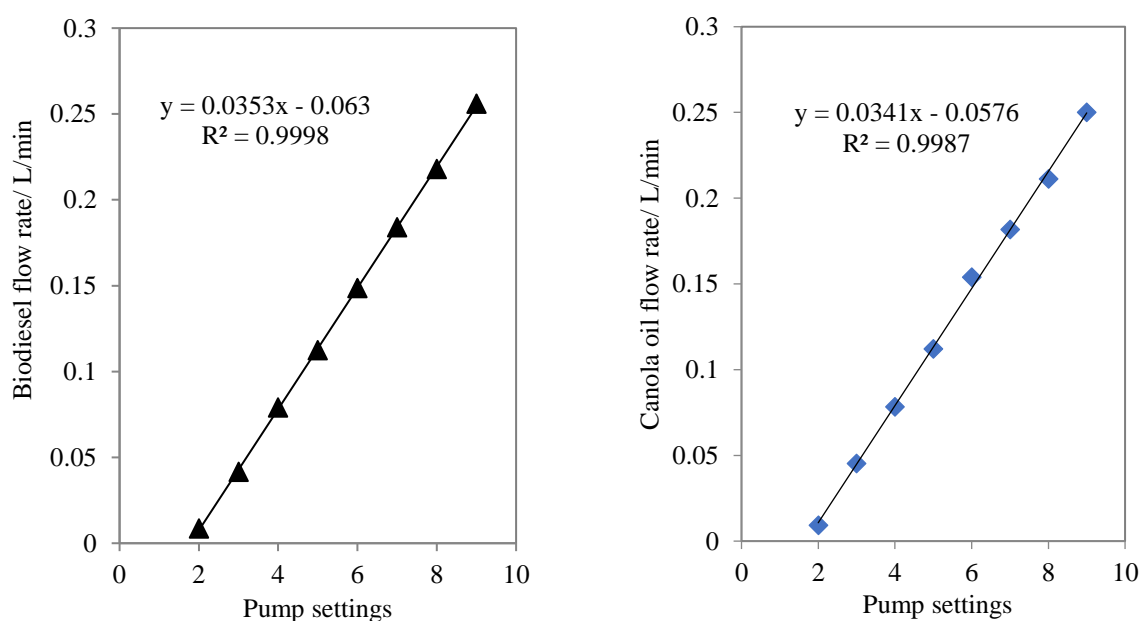 Biodiesel flow rate/ L/min
0.3
0.25
0.2
0.15
0.1
0.05
0
y = 0.0353x - 0.063
R² = 0.9998
0 2 4 6 8 10
Pump settings
Canola oil flow rate/ L/min
0.3
0.25
0.2
0.15
0.1
0.05
0
y = 0.0341x - 0.0576
R² = 0.9987
0 2 4 6 8 10
Pump settings